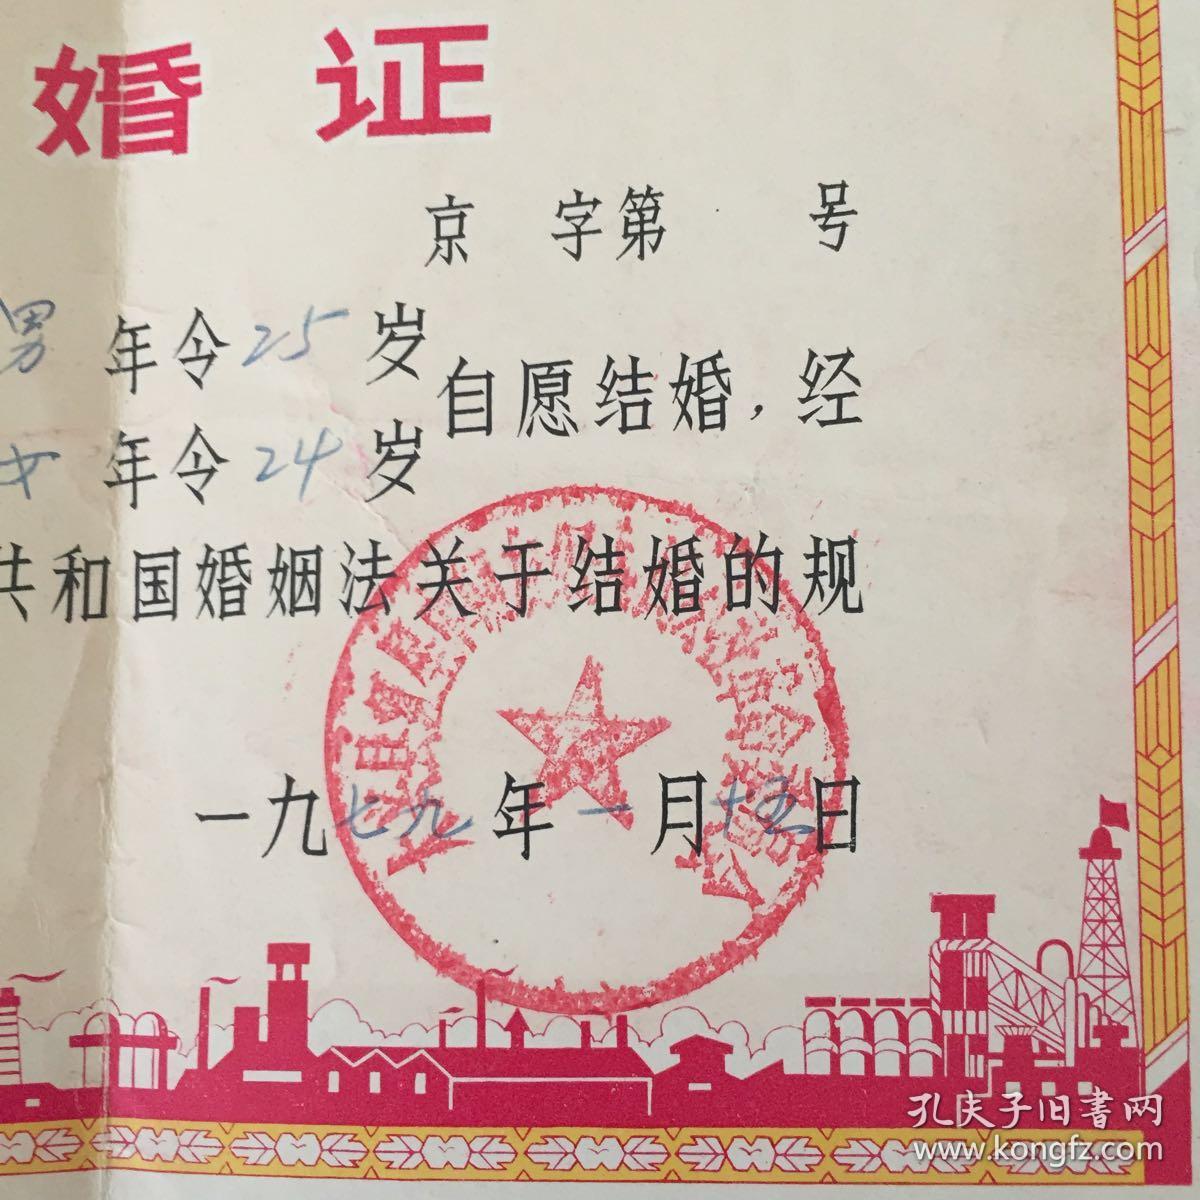 婚证
京 字第 号
男 年令25岁
自愿结婚，经
女 年令24岁
共和国婚姻法关于结婚的规
一九七九年一月十五日
孔夫子旧书网
www.kongfz.com